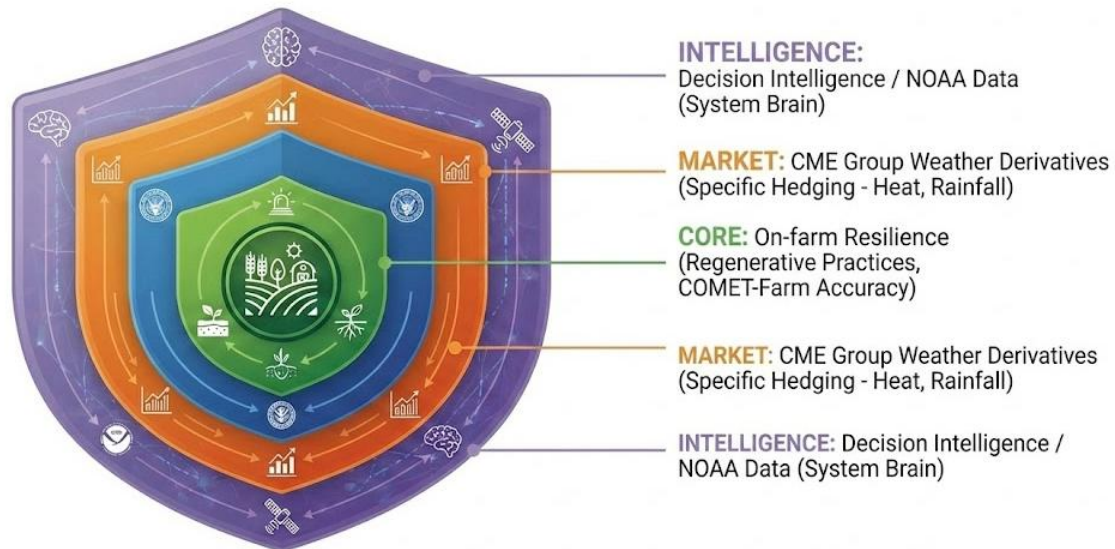 INTELLIGENCE:
Decision Intelligence / NOAA Data
(System Brain)
MARKET: CME Group Weather Derivatives
(Specific Hedging - Heat, Rainfall)
CORE: On-farm Resilience
(Regenerative Practices,
COMET-Farm Accuracy)
MARKET: CME Group Weather Derivatives
(Specific Hedging - Heat, Rainfall)
INTELLIGENCE: Decision Intelligence /
NOAA Data (System Brain)